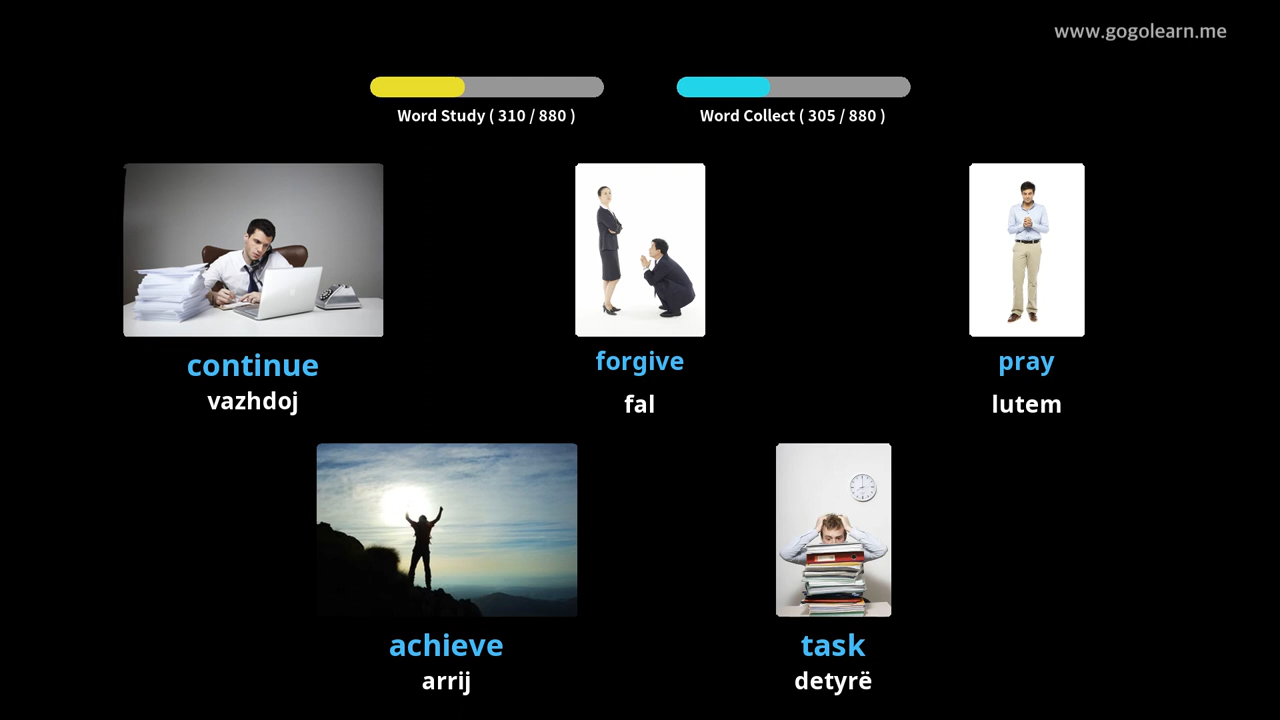 www.gogolearn.me
Word Study ( 310 / 880 )
Word Collect ( 305 / 880 )
continue
vazhdoj
forgive
fal
pray
lutem
achieve
arrij
task
detyrë